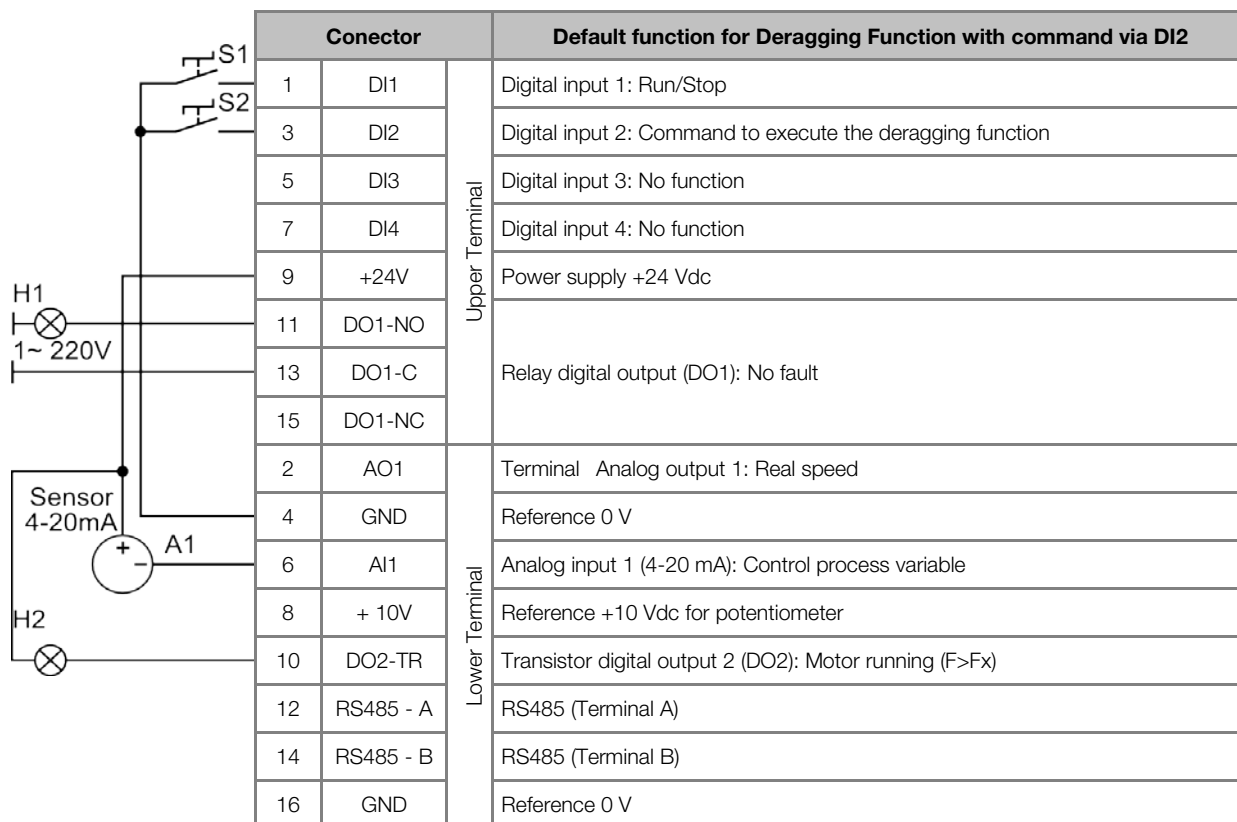 Conector Default function for Deragging Function with command via DI2
S1
1 DI1 Digital input 1: Run/Stop
S2
3 DI2 Digital input 2: Command to execute the deragging function
5 DI3 Digital input 3: No function
7 DI4 Digital input 4: No function
Upper Terminal
9 +24V Power supply +24 Vdc
H1
11 DO1-NO
1~ 220V
13 DO1-C Relay digital output (DO1): No fault
15 DO1-NC
2 AO1 Terminal Analog output 1: Real speed
Sensor
4-20mA
4 GND Reference 0 V
+ - A1
6 AI1 Analog input 1 (4-20 mA): Control process variable
Lower Terminal
8 + 10V Reference +10 Vdc for potentiometer
H2
10 DO2-TR Transistor digital output 2 (DO2): Motor running (F>Fx)
12 RS485 - A RS485 (Terminal A)
14 RS485 - B RS485 (Terminal B)
16 GND Reference 0 V